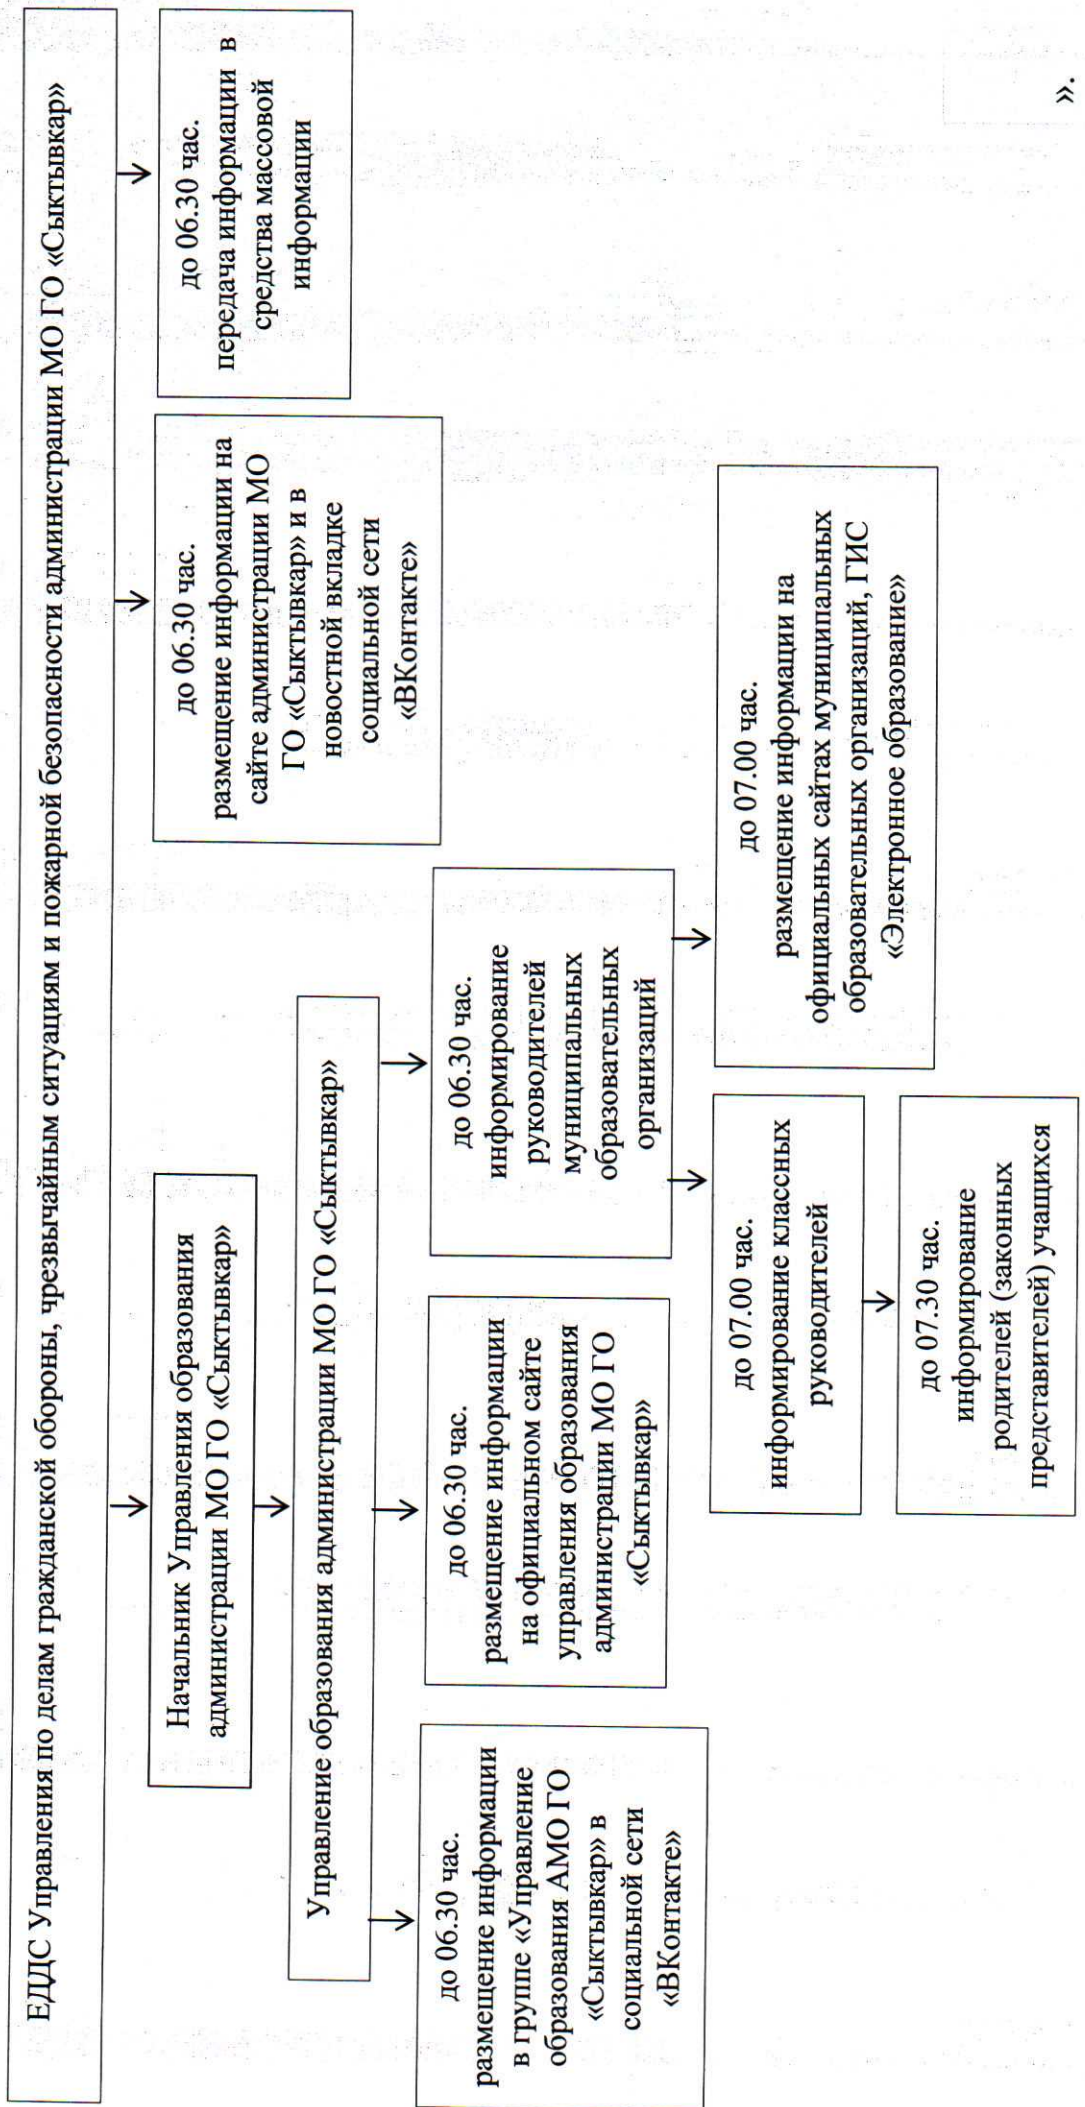 ЕДДС Управления по делам гражданской обороны, чрезвычайным ситуациям и пожарной безопасности администрации МО ГО «Сыктывкар»
Начальник Управления образования
администрации МО ГО «Сыктывкар»
до 06.30 час.
размещение информации на
сайте администрации МО
ГО «Сыктывкар» и в
новостной вкладке
социальной сети
«ВКонтакте»
до 06.30 час.
передача информации в
средства массовой
информации
Управление образования администрации МО ГО «Сыктывкар»
до 06.30 час.
размещение информации
в группе «Управление
образования АМО ГО
«Сыктывкар» в
социальной сети
«ВКонтакте»
до 06.30 час.
размещение информации
на официальном сайте
управления образования
администрации МО ГО
«Сыктывкар»
до 06.30 час.
информирование
руководителей
муниципальных
образовательных
организаций
до 07.00 час.
информирование классных
руководителей
до 07.00 час.
размещение информации на
официальных сайтах муниципальных
образовательных организаций, ГИС
«Электронное образование»
до 07.30 час.
информирование
родителей (законных
представителей) учащихся
».